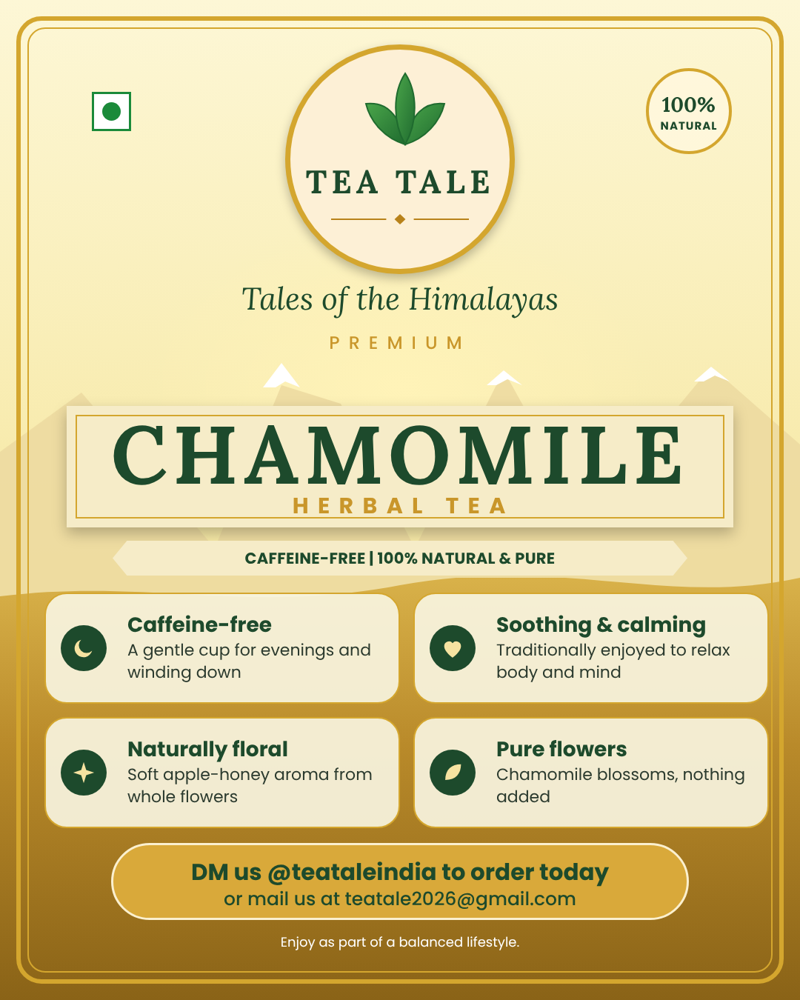 100%
NATURAL
TEA TALE
Tales of the Himalayas
PREMIUM
CHAMOMILE
HERBAL TEA
CAFFEINE-FREE | 100% NATURAL & PURE
Caffeine-free
A gentle cup for evenings and
winding down
Soothing & calming
Traditionally enjoyed to relax
body and mind
Naturally floral
Soft apple-honey aroma from
whole flowers
Pure flowers
Chamomile blossoms, nothing
added
DM us @teataleindia to order today
or mail us at teatale2026@gmail.com
Enjoy as part of a balanced lifestyle.